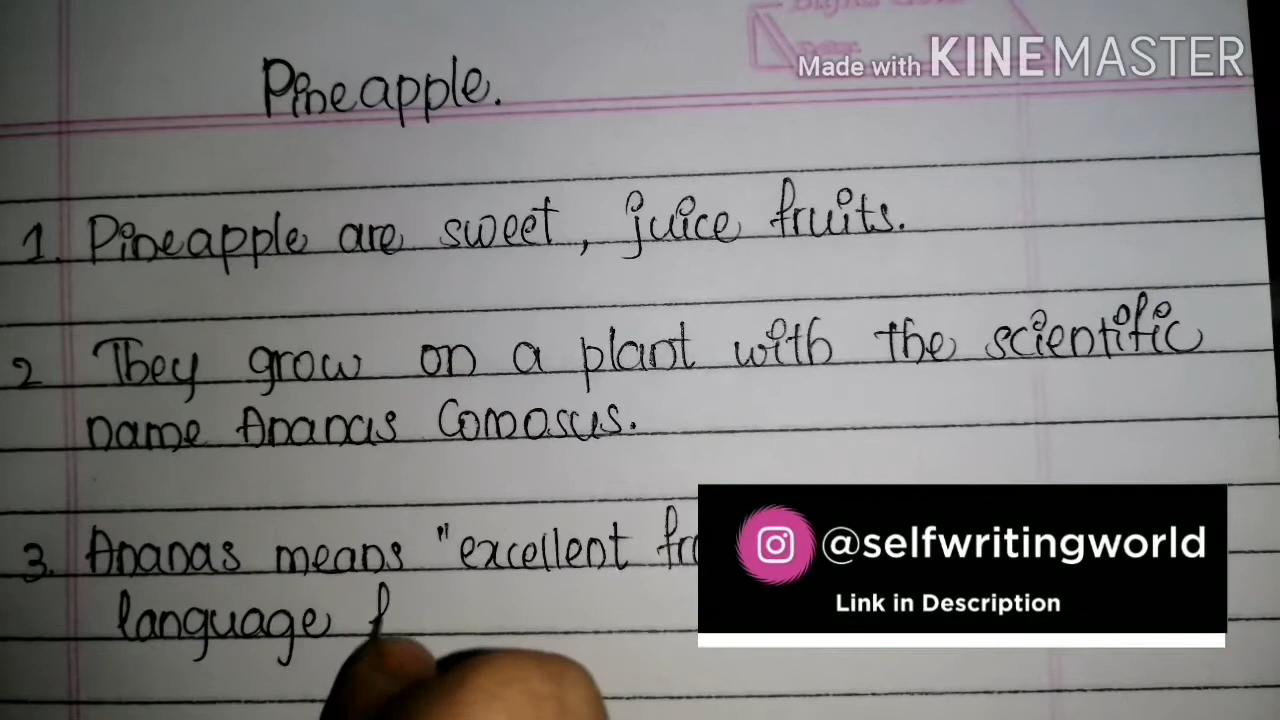 Made with KINEMASTER
Pineapple.
1. Pineapple are sweet, juice fruits.
2 They grow on a plant with the scientific
name Ananas Comosus.
3. Ananas means "excellent
@selfwritingworld
Link in Description
language